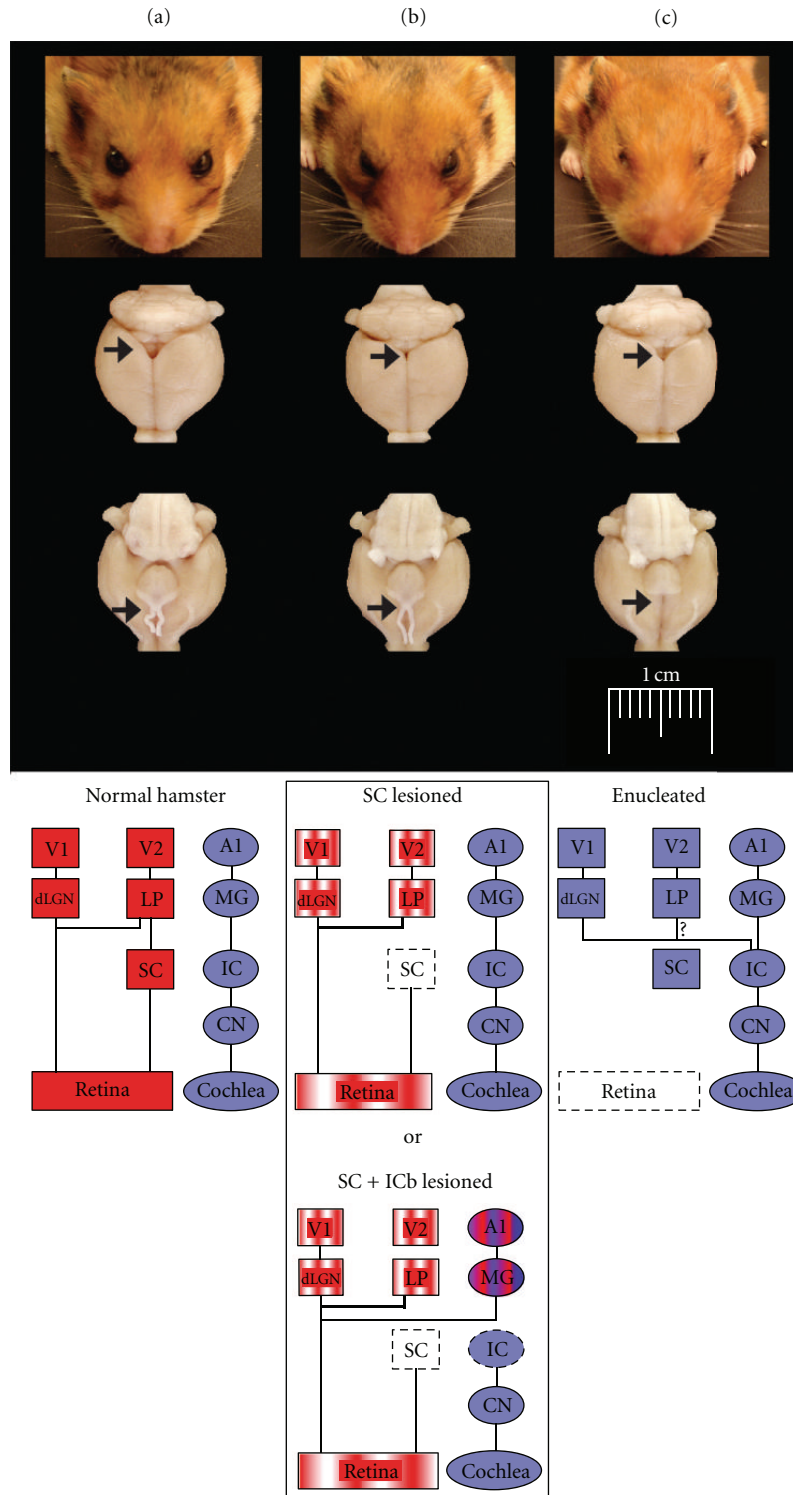 (a) (b) (c)
1 cm
Normal hamster
V1 V2 A1
dLGN LP MG
SC IC
CN
Retina Cochlea
SC lesioned
V1 V2 A1
dLGN LP MG
SC IC
CN
Retina Cochlea
or
SC + ICb lesioned
V1 V2 A1
dLGN LP MG
SC IC
CN
Retina Cochlea
Enucleated
V1 V2 A1
dLGN LP MG
?
SC IC
CN
Retina Cochlea